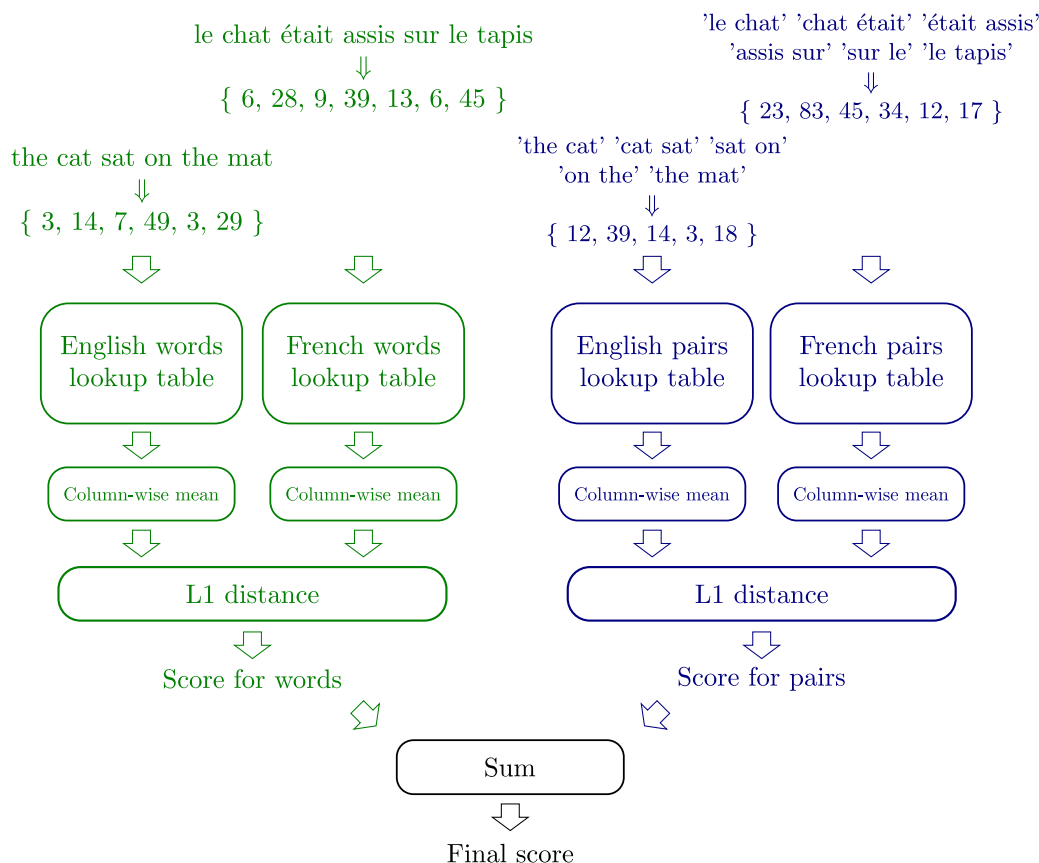 le chat était assis sur le tapis
⇓
{ 6, 28, 9, 39, 13, 6, 45 }
the cat sat on the mat
⇓
{ 3, 14, 7, 49, 3, 29 }
'le chat' 'chat était' 'était assis'
'assis sur' 'sur le' 'le tapis'
⇓
{ 23, 83, 45, 34, 12, 17 }
'the cat' 'cat sat' 'sat on'
'on the' 'the mat'
⇓
{ 12, 39, 14, 3, 18 }
English words
lookup table
French words
lookup table
English pairs
lookup table
French pairs
lookup table
Column-wise mean
Column-wise mean
Column-wise mean
Column-wise mean
L1 distance
L1 distance
Score for words
Score for pairs
Sum
Final score